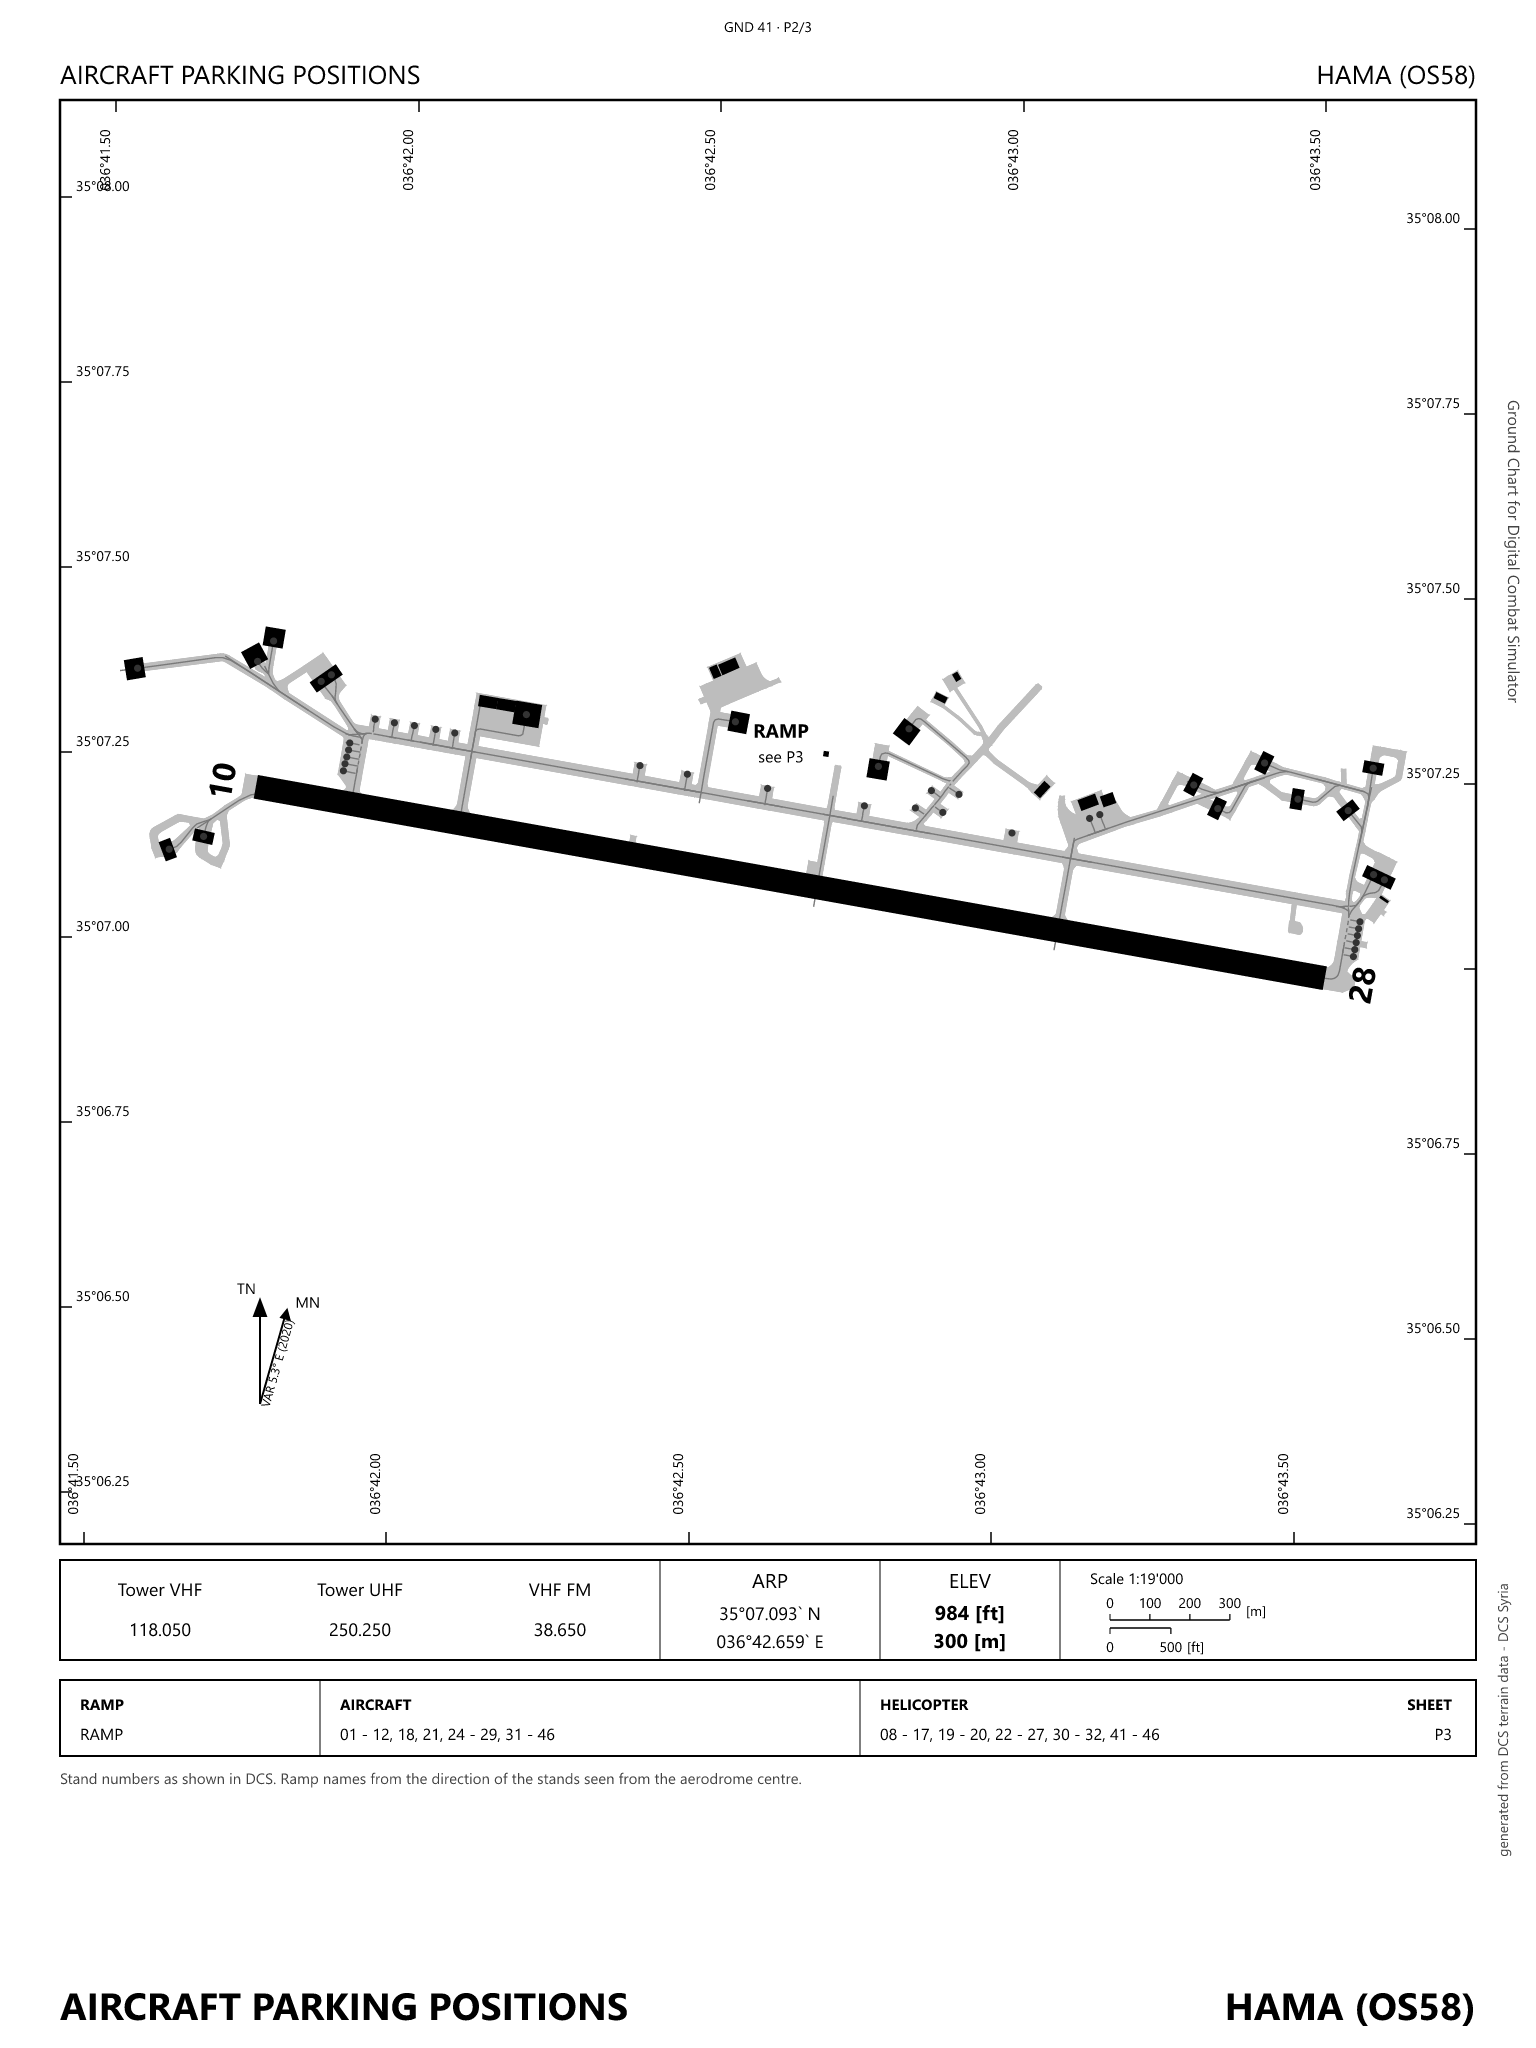 GND 41 · P2/3
AIRCRAFT PARKING POSITIONS
HAMA (OS58)
036°41.50
036°42.00
036°42.50
036°43.00
036°43.50
35°08.00
35°08.00
35°07.75
35°07.75
35°07.50
35°07.50
35°07.25
35°07.25
35°07.00
35°06.75
35°06.75
35°06.50
35°06.50
35°06.25
35°06.25
RAMP
see P3
10
28
TN
MN
VAR 5.3° E (2020)
036°41.50
036°42.00
036°42.50
036°43.00
036°43.50
Ground Chart for Digital Combat Simulator
Tower VHF
118.050
Tower UHF
250.250
VHF FM
38.650
ARP
35°07.093` N
036°42.659` E
ELEV
984 [ft]
300 [m]
Scale 1:19'000
0 100 200 300 [m]
0 500 [ft]
RAMP AIRCRAFT HELICOPTER SHEET
RAMP 01 - 12, 18, 21, 24 - 29, 31 - 46 08 - 17, 19 - 20, 22 - 27, 30 - 32, 41 - 46 P3
Stand numbers as shown in DCS. Ramp names from the direction of the stands seen from the aerodrome centre.
generated from DCS terrain data - DCS Syria
AIRCRAFT PARKING POSITIONS
HAMA (OS58)